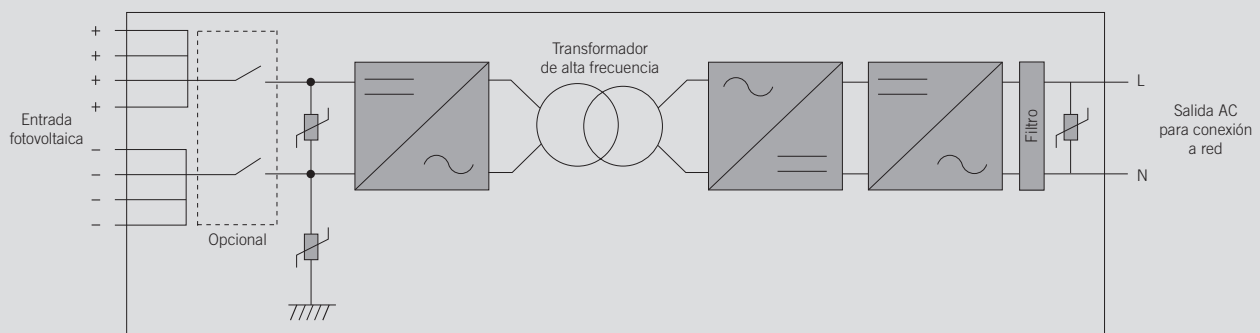 +
+
+
+
Entrada
fotovoltaica
–
–
–
–
Opcional
Transformador
de alta frecuencia
Filtro
L
N
Salida AC
para conexión
a red